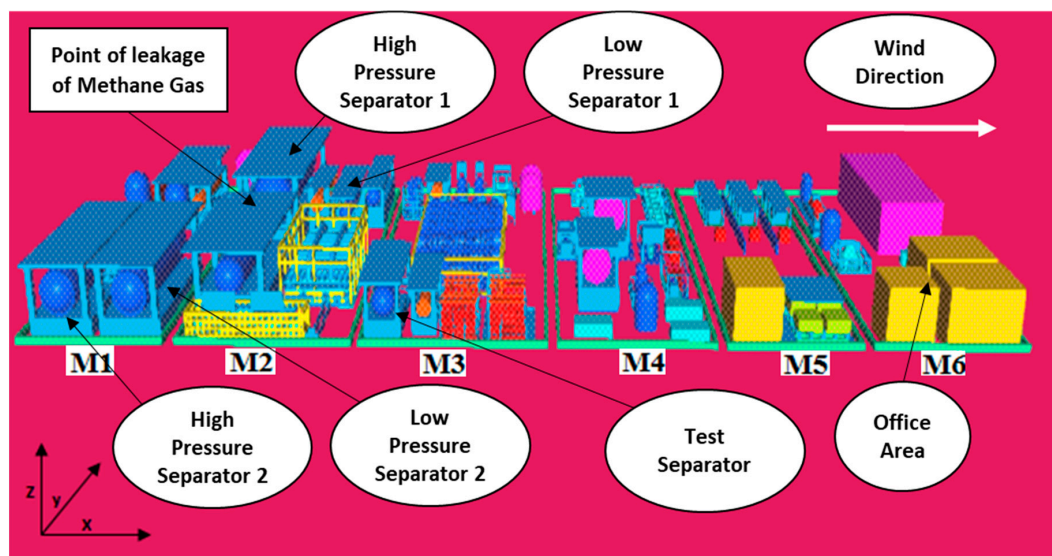 Point of leakage
of Methane Gas
High
Pressure
Separator 1
Low
Pressure
Separator 1
Wind
Direction
M1
M2
M3
M4
M5
M6
High
Pressure
Separator 2
Low
Pressure
Separator 2
Test
Separator
Office
Area
Z
y
X